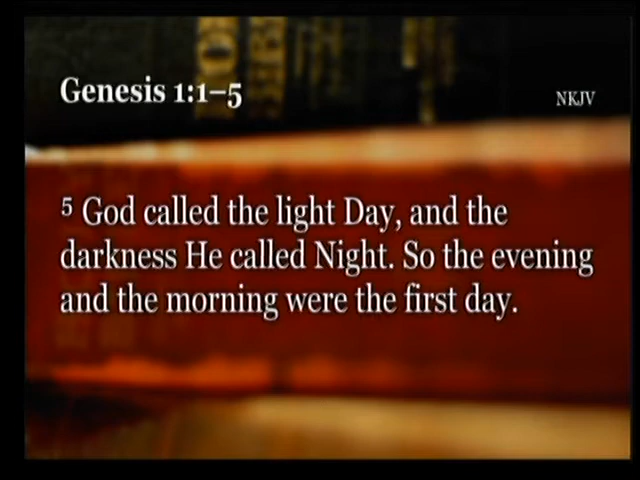 Genesis 1:1–5
NKJV
5 God called the light Day, and the
darkness He called Night. So the evening
and the morning were the first day.